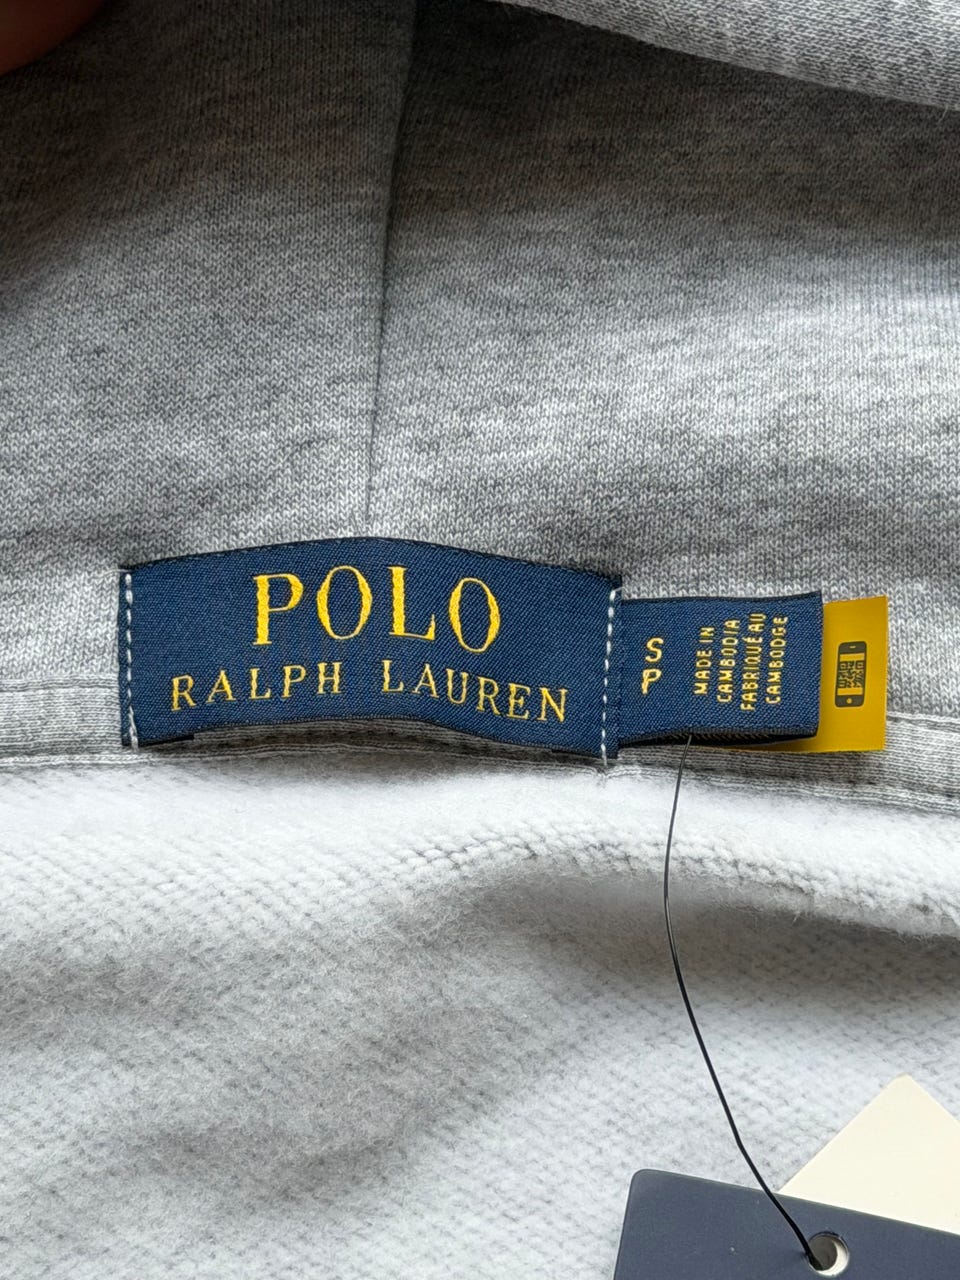 POLO
RALPH LAUREN
S
P
MADE IN
CAMBODIA
FABRIQUÉ AU
CAMBODGE